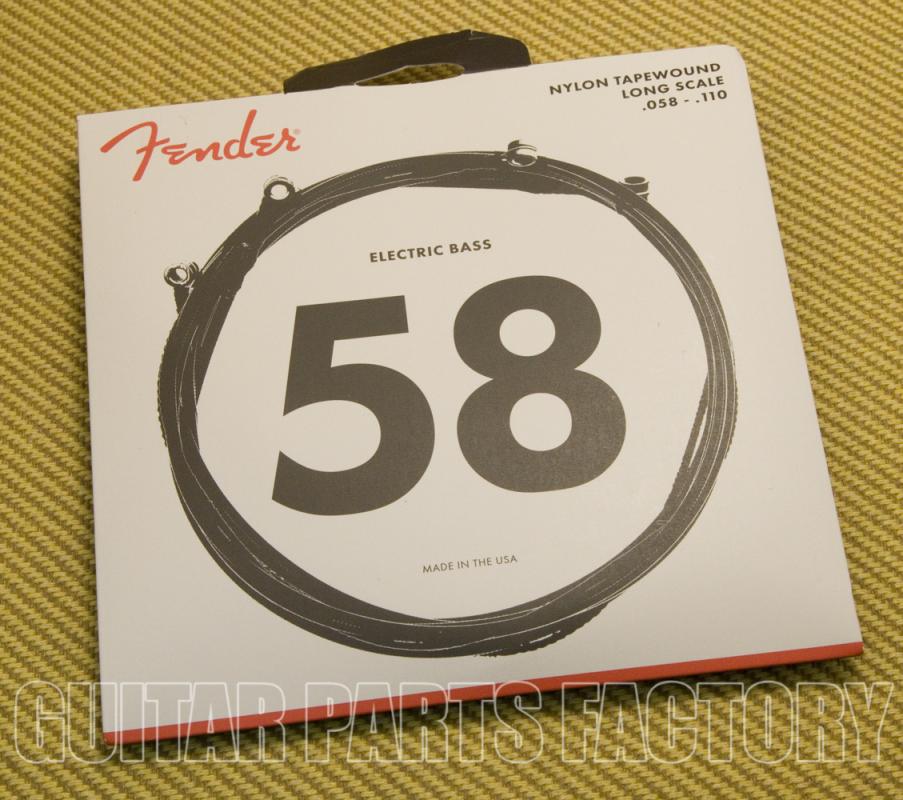 Fender
NYLON TAPEWOUND
LONG SCALE
.058 - .110
ELECTRIC BASS
58
MADE IN THE USA
GUITAR PARTS FACTORY